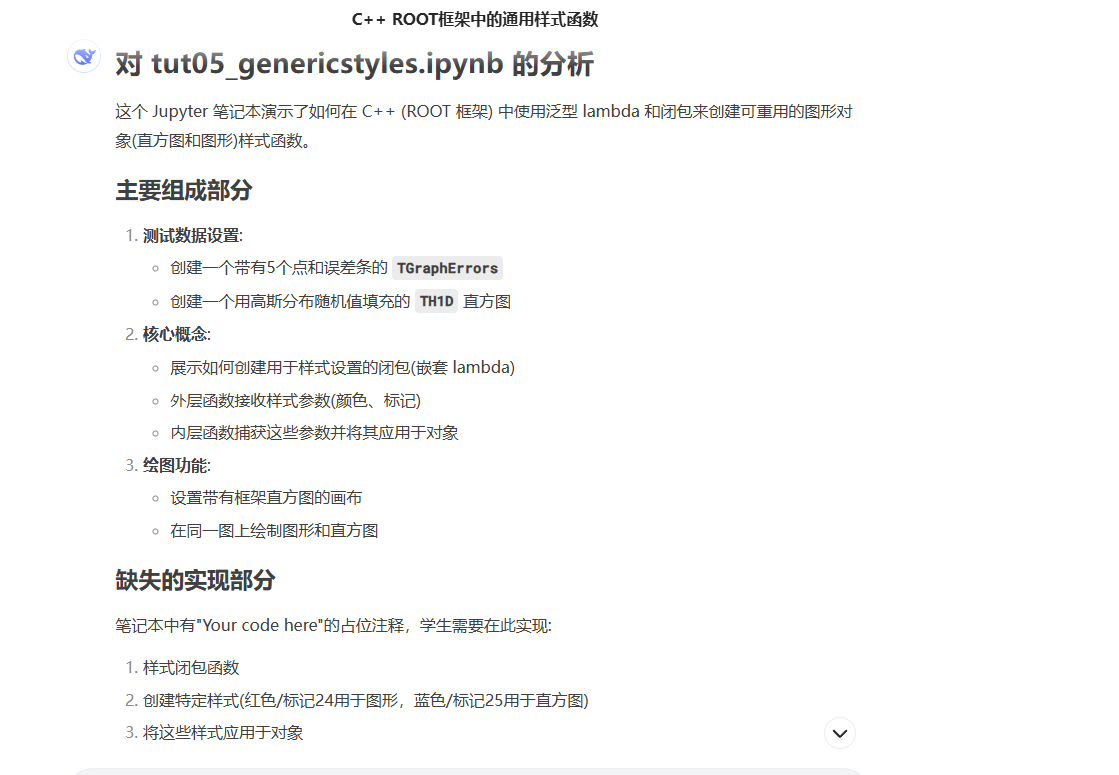 C++ ROOT框架中的通用样式函数
对 tut05_genericstyles.ipynb 的分析
这个 Jupyter 笔记本演示了如何在 C++ (ROOT 框架) 中使用泛型 lambda 和闭包来创建可重用的图形对
象(直方图和图形)样式函数。
主要组成部分
1. 测试数据设置:
创建一个带有5个点和误差条的 TGraphErrors
创建一个用高斯分布随机值填充的 TH1D 直方图
2. 核心概念:
展示如何创建用于样式设置的闭包(嵌套 lambda)
外层函数接收样式参数(颜色、标记)
内层函数捕获这些参数并将其应用于对象
3. 绘图功能:
设置带有框架直方图的画布
在同一图上绘制图形和直方图
缺失的实现部分
笔记本中有"Your code here"的占位注释，学生需要在此实现:
1. 样式闭包函数
2. 创建特定样式(红色/标记24用于图形，蓝色/标记25用于直方图)
3. 将这些样式应用于对象